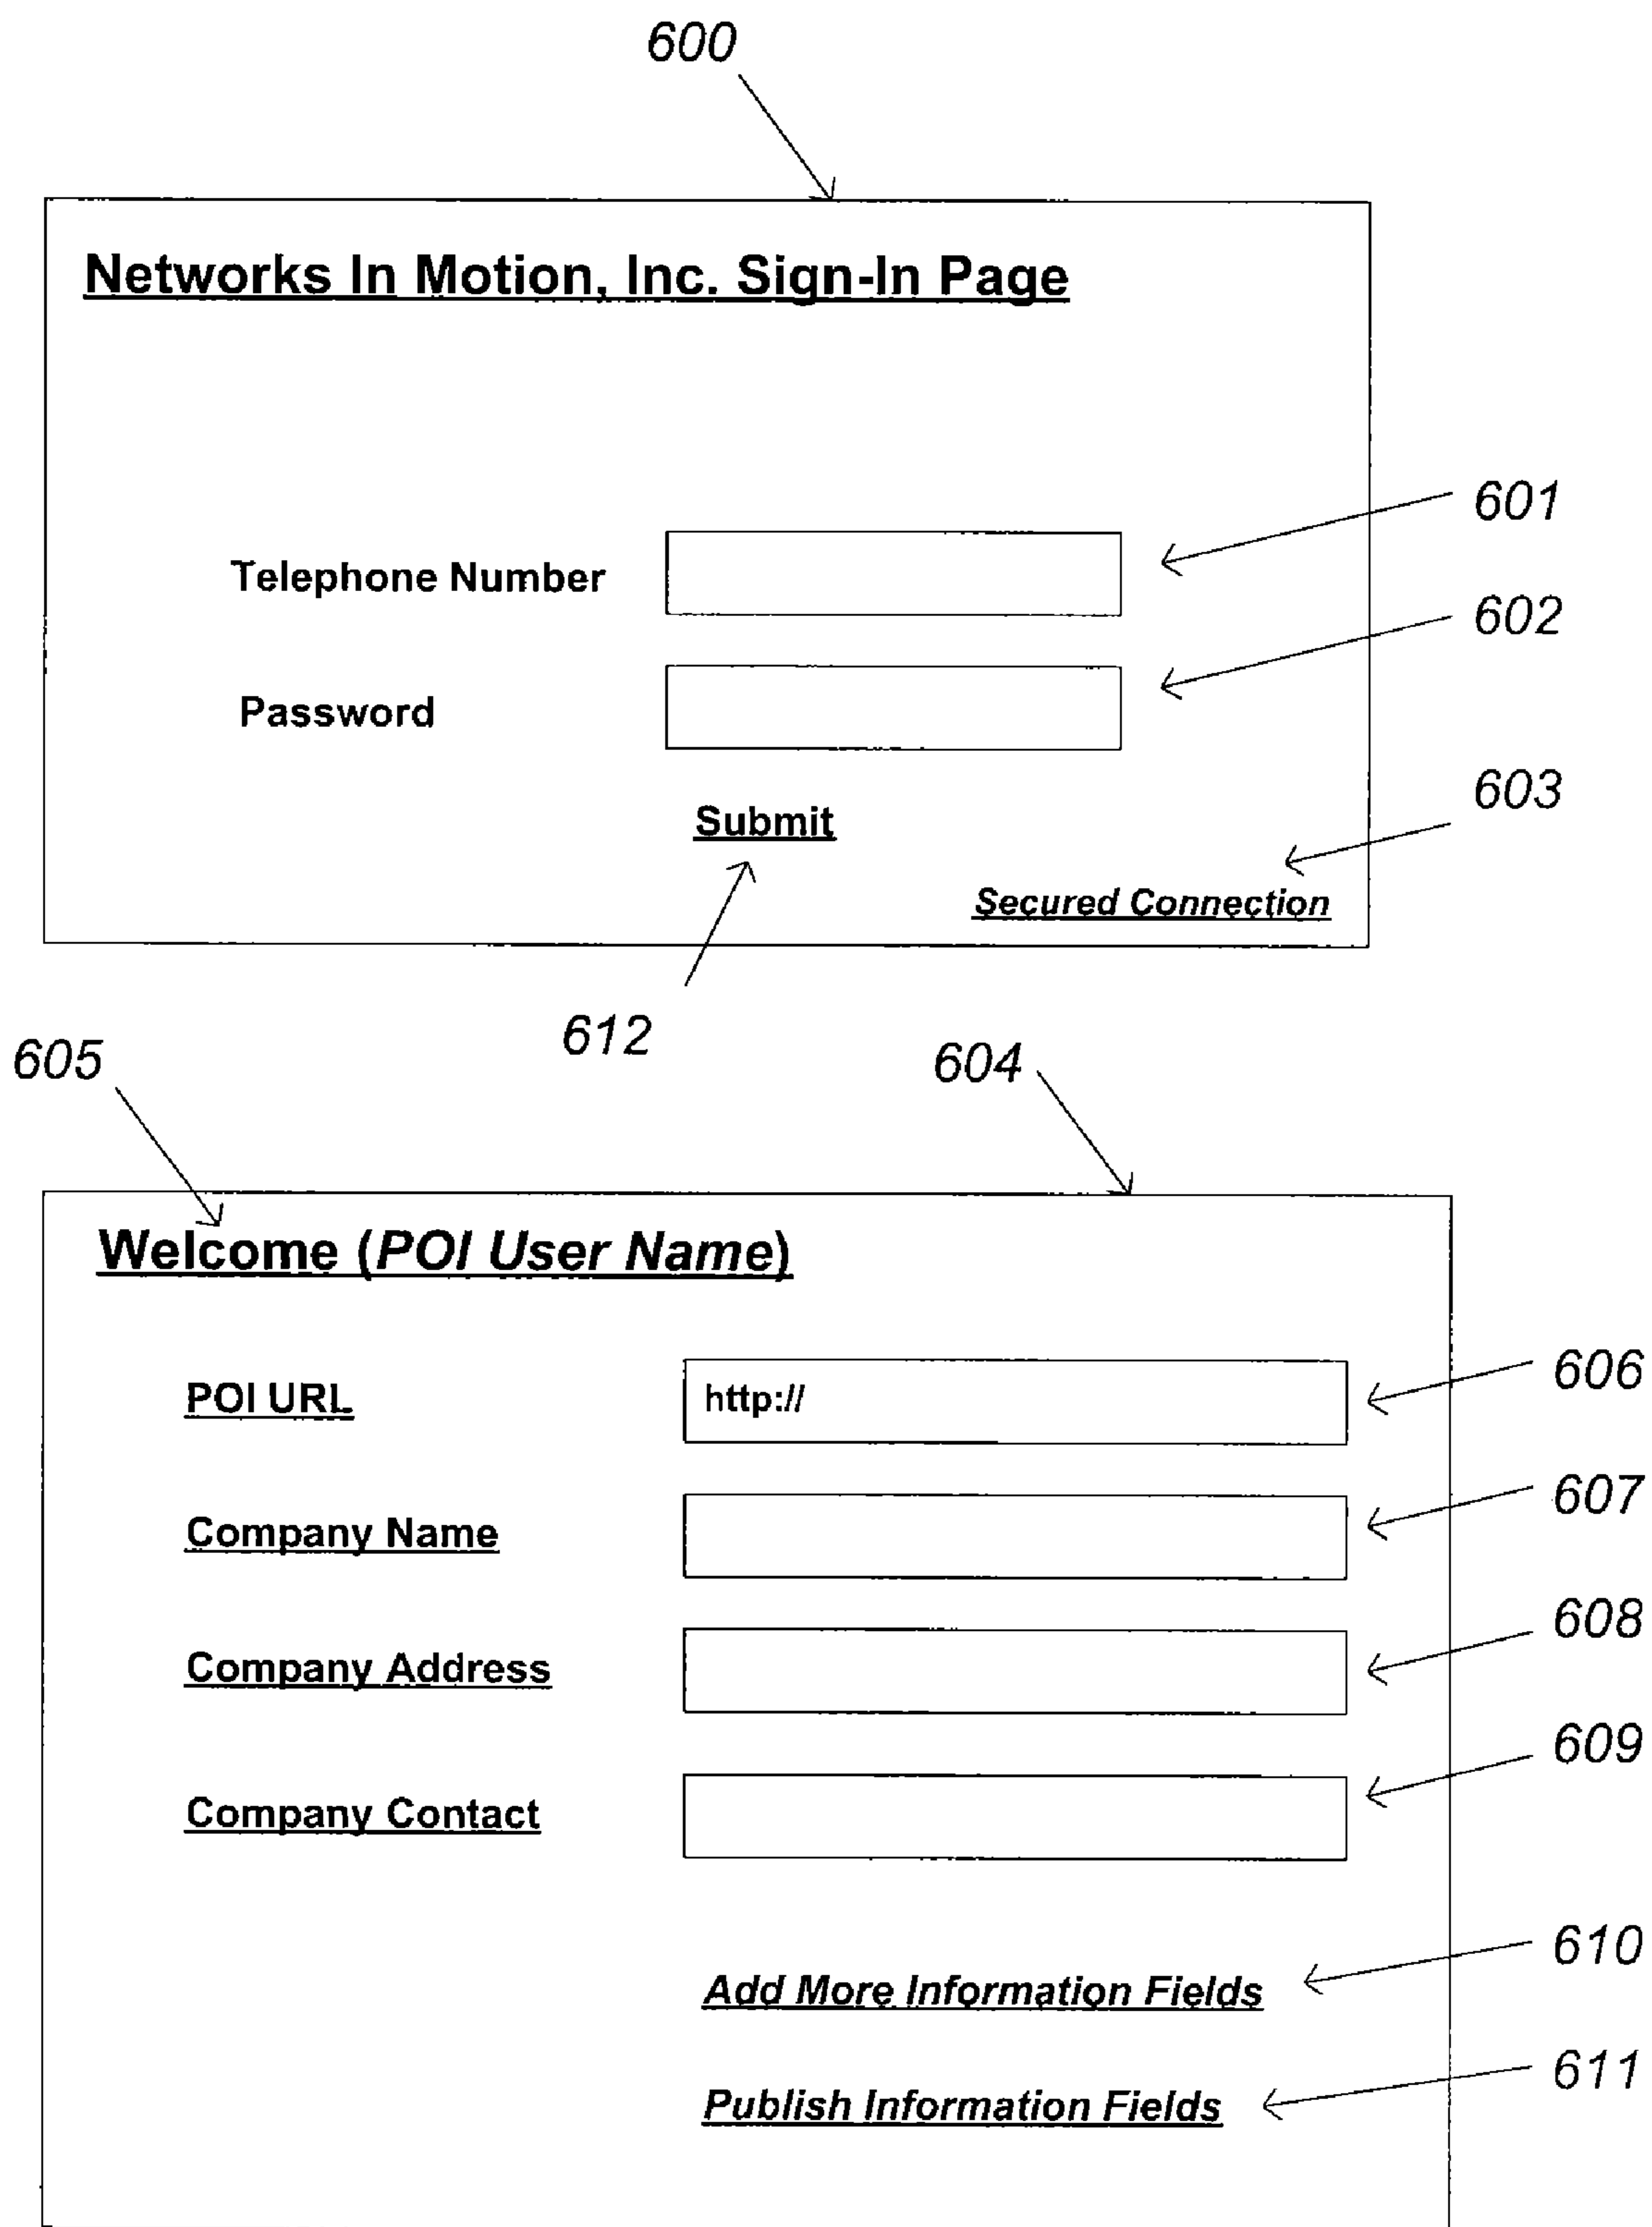 600
Networks In Motion, Inc. Sign-In Page
601
Telephone Number
602
Password
603
Submit
Secured Connection
612
605
604
Welcome (POI User Name)
606
POI URL http://
607
Company Name
608
Company Address
609
Company Contact
610
Add More Information Fields
611
Publish Information Fields